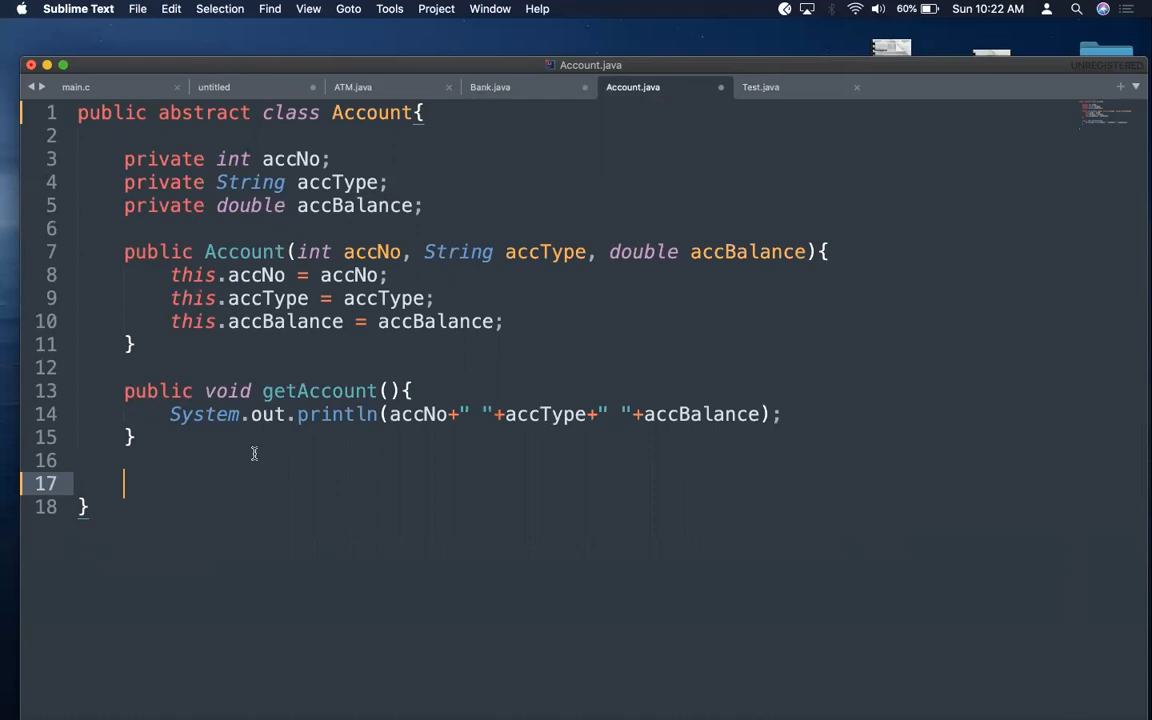 Sublime Text File Edit Selection Find View Goto Tools Project Window Help 60% Sun 10:22 AM
Account.java UNREGISTERED
main.c untitled ATM.java Bank.java Account.java Test.java
1 public abstract class Account{
2
3 private int accNo;
4 private String accType;
5 private double accBalance;
6
7 public Account(int accNo, String accType, double accBalance){
8 this.accNo = accNo;
9 this.accType = accType;
10 this.accBalance = accBalance;
11 }
12
13 public void getAccount(){
14 System.out.println(accNo+" "+accType+" "+accBalance);
15 }
16
17
18 }